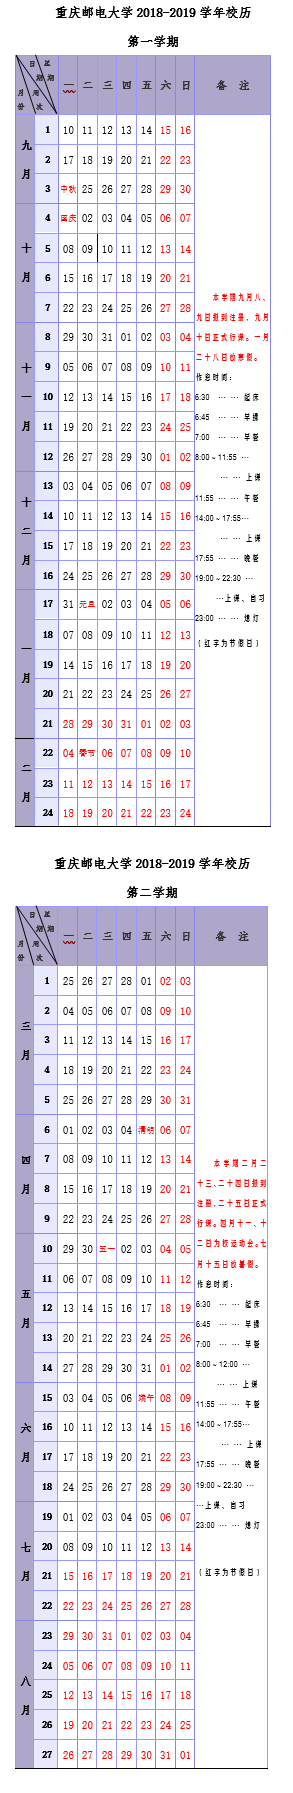 重庆邮电大学 2018-2019 学年校历
第一学期
日 星
期 期 一 二 三 四 五 六 日 备 注
月 周
份 次
九月
1 10 11 12 13 14 15 16
2 17 18 19 20 21 22 23
3 中秋 25 26 27 28 29 30
十月
4 国庆 02 03 04 05 06 07
5 08 09 10 11 12 13 14
6 15 16 17 18 19 20 21
7 22 23 24 25 26 27 28
十一月
8 29 30 31 01 02 03 04
9 05 06 07 08 09 10 11
10 12 13 14 15 16 17 18
11 19 20 21 22 23 24 25
12 26 27 28 29 30 01 02
十二月
13 03 04 05 06 07 08 09
14 10 11 12 13 14 15 16
15 17 18 19 20 21 22 23
16 24 25 26 27 28 29 30
一月
17 31 元旦 02 03 04 05 06
18 07 08 09 10 11 12 13
19 14 15 16 17 18 19 20
20 21 22 23 24 25 26 27
21 28 29 30 31 01 02 03
二月
22 04 春节 06 07 08 09 10
23 11 12 13 14 15 16 17
24 18 19 20 21 22 23 24
本学期九月八、
九日报到注册，九月
十日正式行课。一月
二十八日放寒假。
作息时间：
6:30 … … 起床
6:45 … … 早操
7:00 … … 早餐
8:00～11:55 …
… … 上课
11:55 … … 午餐
14:00～17:55…
… … 上课
17:55 … … 晚餐
19:00～22:30 …
…上课、自习
23:00 … … 熄灯
（红字为节假日）
重庆邮电大学 2018-2019 学年校历
第二学期
日 星
期 期 一 二 三 四 五 六 日 备 注
月 周
份 次
三月
1 25 26 27 28 01 02 03
2 04 05 06 07 08 09 10
3 11 12 13 14 15 16 17
4 18 19 20 21 22 23 24
5 25 26 27 28 29 30 31
四月
6 01 02 03 04 清明 06 07
7 08 09 10 11 12 13 14
8 15 16 17 18 19 20 21
9 22 23 24 25 26 27 28
五月
10 29 30 五一 02 03 04 05
11 06 07 08 09 10 11 12
12 13 14 15 16 17 18 19
13 20 21 22 23 24 25 26
14 27 28 29 30 31 01 02
六月
15 03 04 05 06 端午 08 09
16 10 11 12 13 14 15 16
17 17 18 19 20 21 22 23
18 24 25 26 27 28 29 30
七月
19 01 02 03 04 05 06 07
20 08 09 10 11 12 13 14
21 15 16 17 18 19 20 21
22 22 23 24 25 26 27 28
八月
23 29 30 31 01 02 03 04
24 05 06 07 08 09 10 11
25 12 13 14 15 16 17 18
26 19 20 21 22 23 24 25
27 26 27 28 29 30 31 01
本学期二月二
十三、二十四日报到
注册，二十五日正式
行课。四月十一、十
二日为校运动会。七
月十五日放暑假。
作息时间：
6:30 … … 起床
6:45 … … 早操
7:00 … … 早餐
8:00～12:00 …
… … 上课
11:55 … … 午餐
14:00～17:55…
… … 上课
17:55 … … 晚餐
19:00～22:30 …
…上课、自习
23:00 … … 熄灯
（红字为节假日）